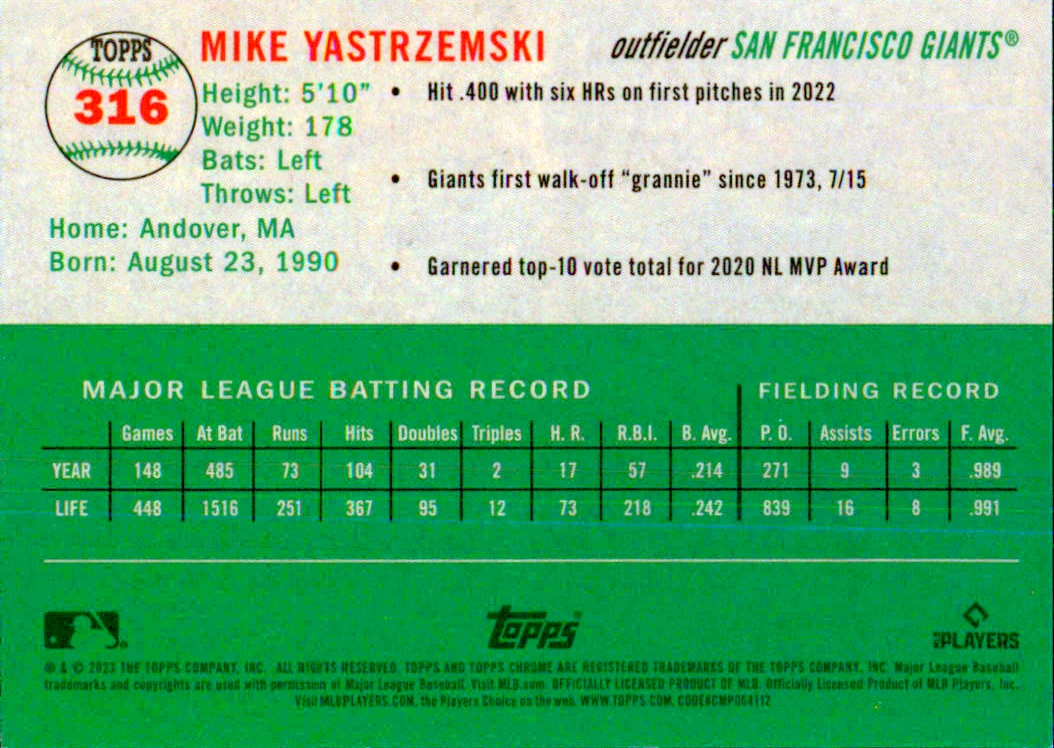 TOPPS
316
MIKE YASTRZEMSKI
outfielder SAN FRANCISCO GIANTS®
Height: 5'10"
Weight: 178
Bats: Left
Throws: Left
Home: Andover, MA
Born: August 23, 1990
• Hit .400 with six HRs on first pitches in 2022
• Giants first walk-off “grannie” since 1973, 7/15
• Garnered top-10 vote total for 2020 NL MVP Award
MAJOR LEAGUE BATTING RECORD FIELDING RECORD
Games At Bat Runs Hits Doubles Triples H. R. R.B.I. B. Avg. P. O. Assists Errors F. Avg.
YEAR 148 485 73 104 31 2 17 57 .214 271 9 3 .989
LIFE 448 1516 251 367 95 12 73 218 .242 839 16 8 .991
Topps
PLAYERS
® & © 2023 THE TOPPS COMPANY, INC. ALL RIGHTS RESERVED. TOPPS AND TOPPS CHROME ARE REGISTERED TRADEMARKS OF THE TOPPS COMPANY, INC. Major League Baseball
trademarks and copyrights are used with permission of Major League Baseball. Visit MLB.com. OFFICIALLY LICENSED PRODUCT OF MLB. Officially Licensed Product of MLB Players, Inc.
Visit MLBPLAYERS.COM, the Players Choice on the web. WWW.TOPPS.COM. CODE#CMP064112